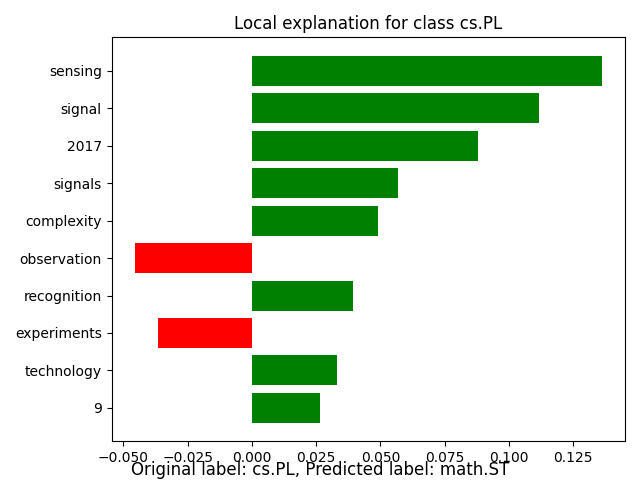 Local explanation for class cs.PL
sensing
signal
2017
signals
complexity
observation
recognition
experiments
technology
9
−0.050 −0.025 0.000 0.025 0.050 0.075 0.100 0.125
Original label: cs.PL, Predicted label: math.ST